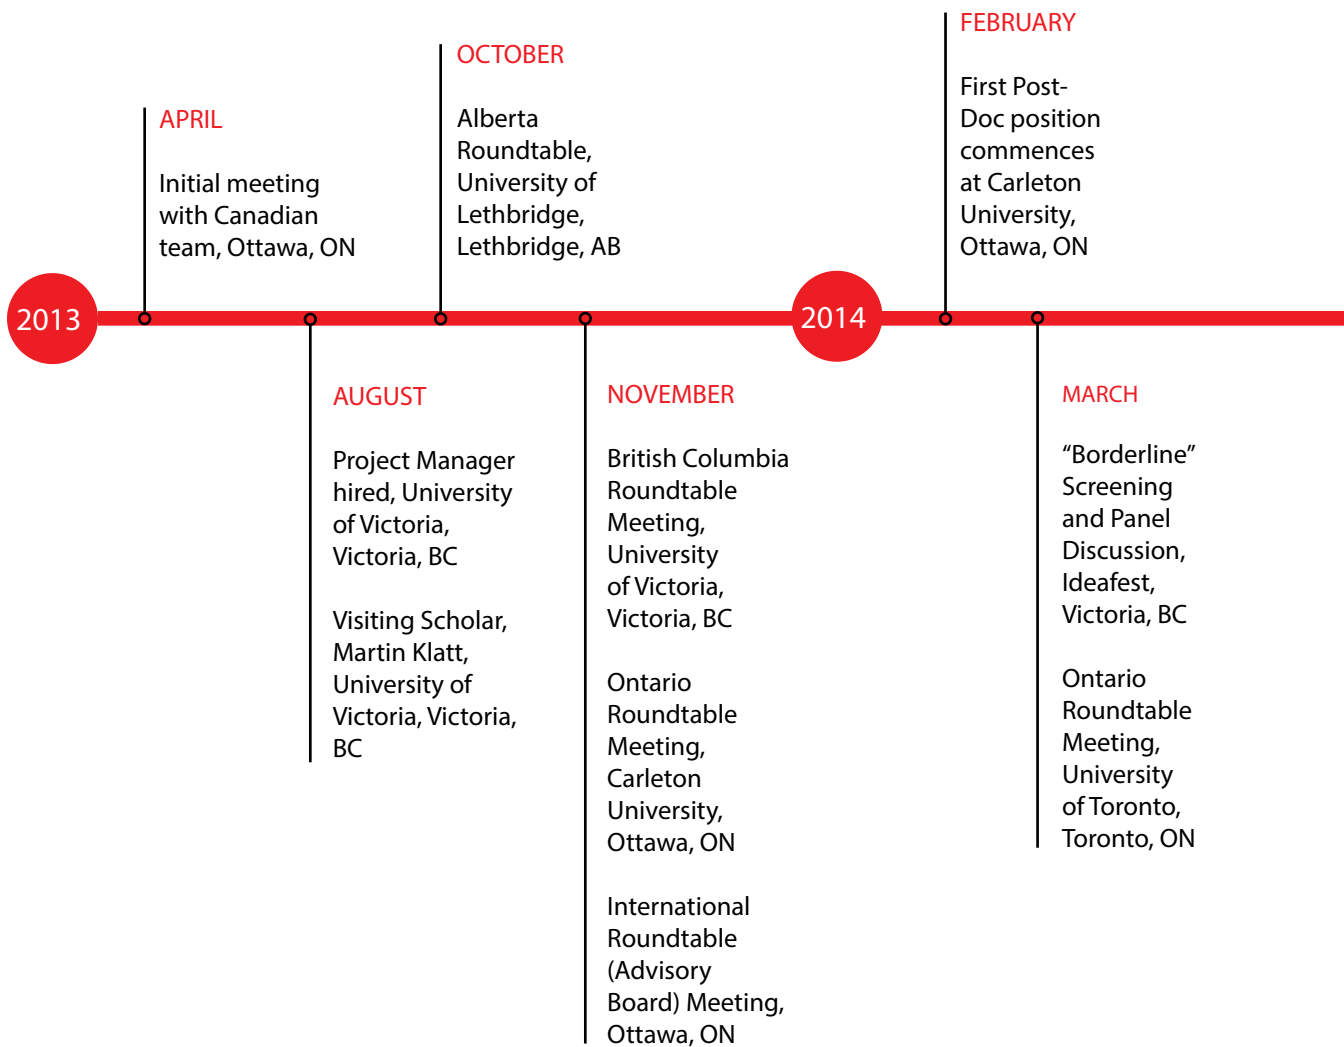 2013
APRIL
Initial meeting
with Canadian
team, Ottawa, ON
AUGUST
Project Manager
hired, University
of Victoria,
Victoria, BC
Visiting Scholar,
Martin Klatt,
University of
Victoria, Victoria,
BC
OCTOBER
Alberta
Roundtable,
University of
Lethbridge,
Lethbridge, AB
NOVEMBER
British Columbia
Roundtable
Meeting,
University
of Victoria,
Victoria, BC
Ontario
Roundtable
Meeting,
Carleton
University,
Ottawa, ON
International
Roundtable
(Advisory
Board) Meeting,
Ottawa, ON
2014
FEBRUARY
First Post-
Doc position
commences
at Carleton
University,
Ottawa, ON
MARCH
“Borderline”
Screening
and Panel
Discussion,
Ideafest,
Victoria, BC
Ontario
Roundtable
Meeting,
University
of Toronto,
Toronto, ON